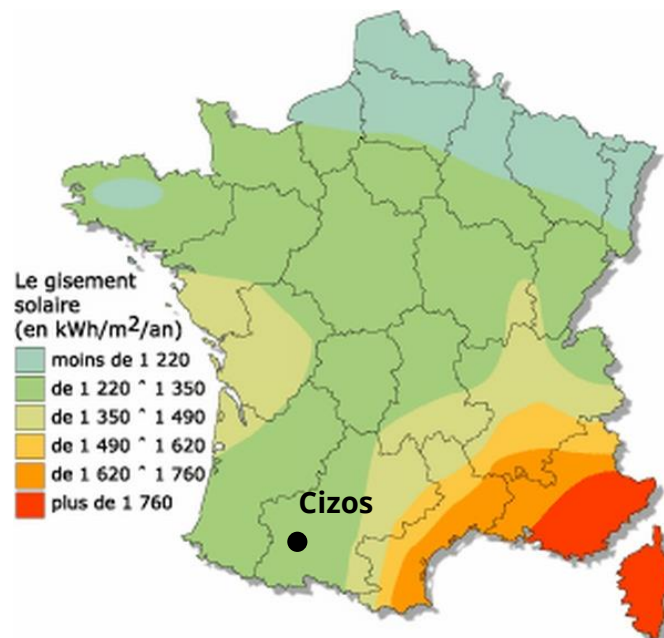 Cizos
Le gisement
solaire
(en kWh/m²/an)
moins de 1 220
de 1 220 ˆ 1 350
de 1 350 ˆ 1 490
de 1 490 ˆ 1 620
de 1 620 ˆ 1 760
plus de 1 760